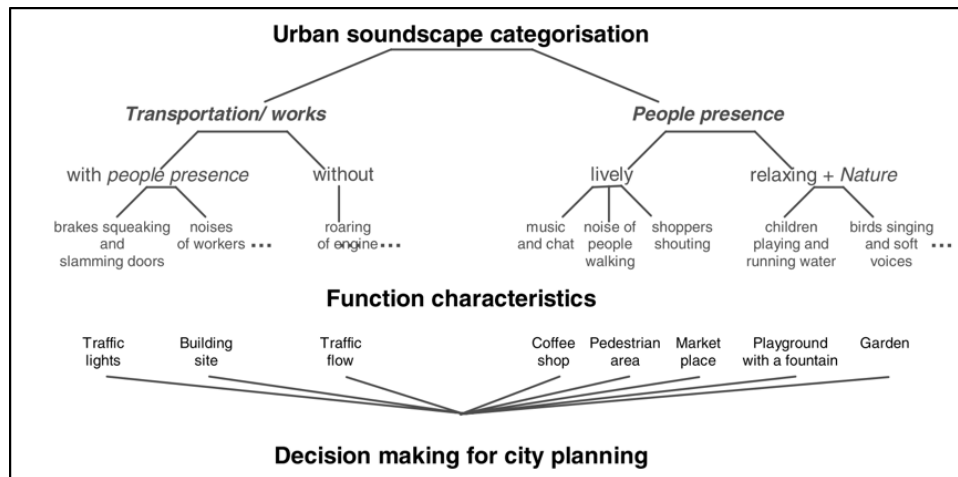 Urban soundscape categorisation
Transportation/ works
People presence
with people presence
without
lively
relaxing + Nature
brakes squeaking
and
slamming doors
noises
of workers ...
roaring
of engine ...
music
and chat
noise of
people
walking
shoppers
shouting
children
playing and
running water
birds singing
and soft
voices ...
Function characteristics
Traffic
lights
Building
site
Traffic
flow
Coffee
shop
Pedestrian
area
Market
place
Playground
with a fountain
Garden
Decision making for city planning